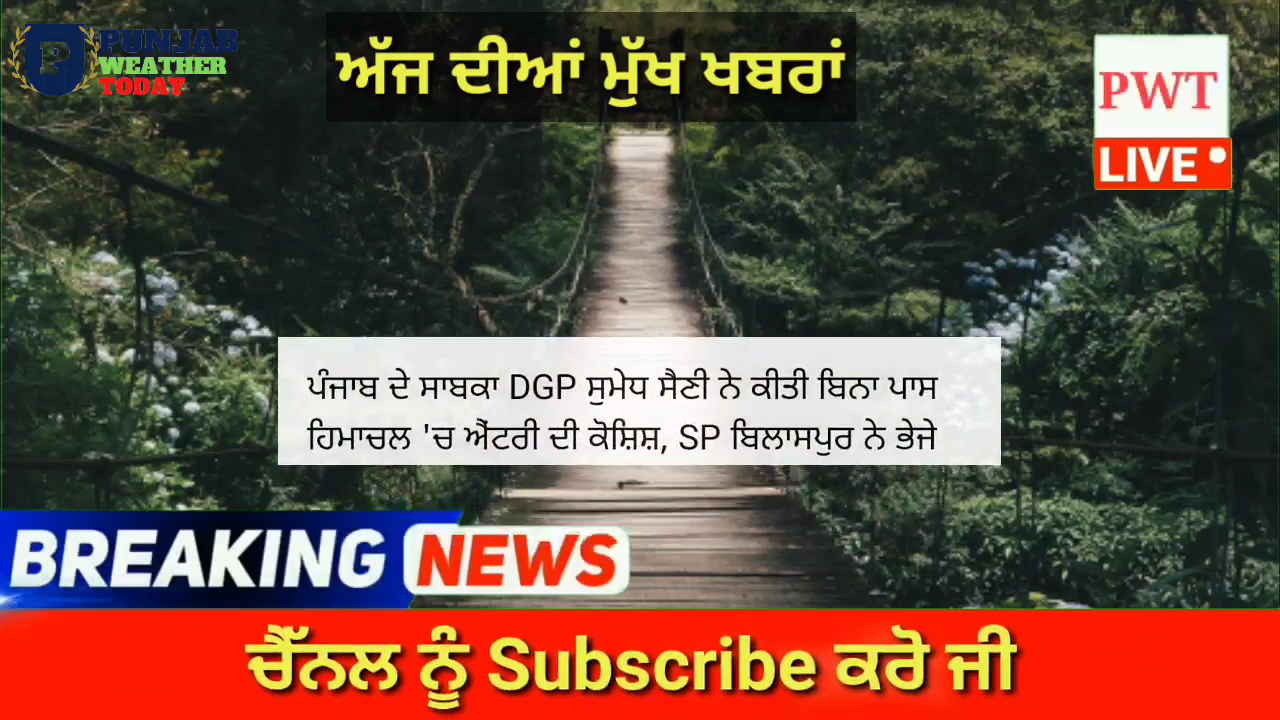 PUNJAB
WEATHER
TODAY
P
ਅੱਜ ਦੀਆਂ ਮੁੱਖ ਖਬਰਾਂ
PWT
LIVE
ਪੰਜਾਬ ਦੇ ਸਾਬਕਾ DGP ਸੁਮੇਧ ਸੈਣੀ ਨੇ ਕੀਤੀ ਬਿਨਾ ਪਾਸ
ਹਿਮਾਚਲ 'ਚ ਐਂਟਰੀ ਦੀ ਕੋਸ਼ਿਸ਼, SP ਬਿਲਾਸਪੁਰ ਨੇ ਭੇਜੇ
BREAKING NEWS
ਚੈੱਨਲ ਨੂੰ Subscribe ਕਰੋ ਜੀ